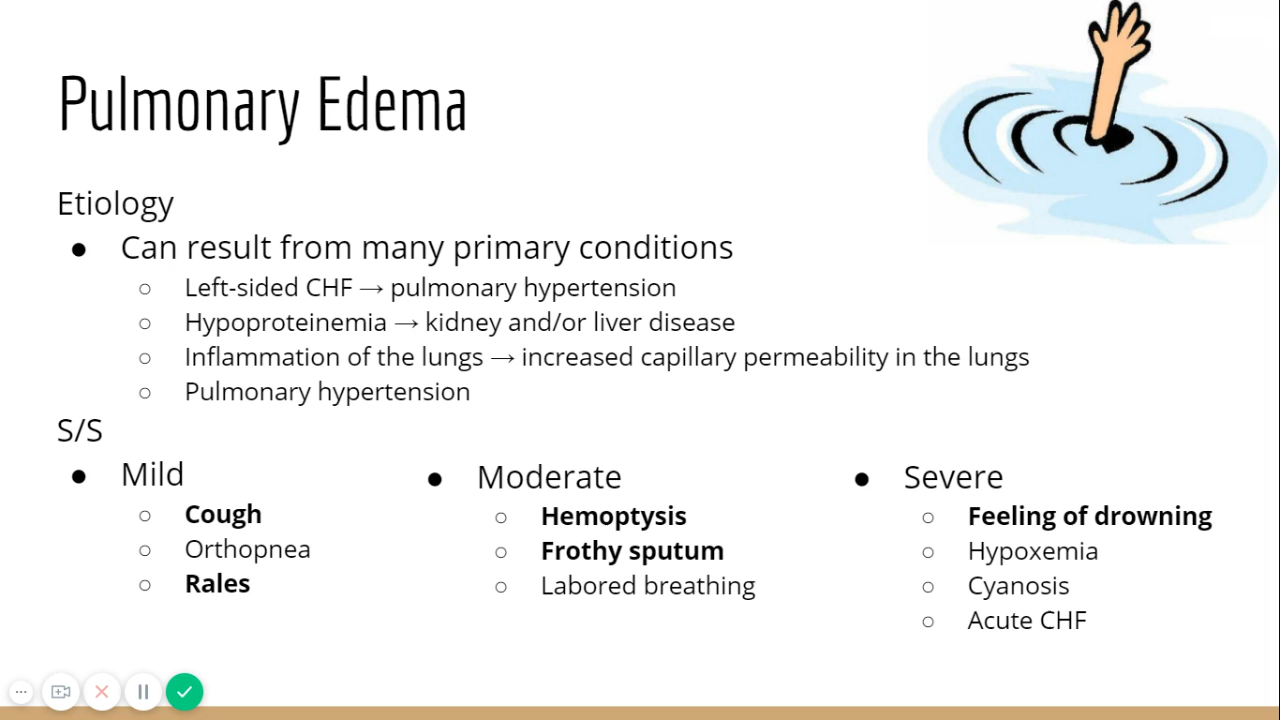 Pulmonary Edema
Etiology
● Can result from many primary conditions
○ Left-sided CHF → pulmonary hypertension
○ Hypoproteinemia → kidney and/or liver disease
○ Inflammation of the lungs → increased capillary permeability in the lungs
○ Pulmonary hypertension
S/S
● Mild
○ Cough
○ Orthopnea
○ Rales
● Moderate
○ Hemoptysis
○ Frothy sputum
○ Labored breathing
● Severe
○ Feeling of drowning
○ Hypoxemia
○ Cyanosis
○ Acute CHF